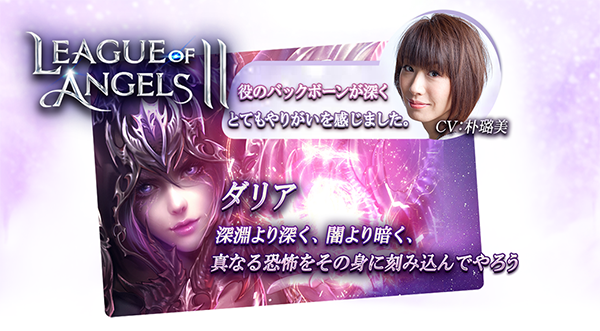 LEAGUE OF
ANGELS II
役のバックボーンが深く
とてもやりがいを感じました。
CV:朴璐美
ダリア
深淵より深く、闇より暗く、
真なる恐怖をその身に刻み込んでやろう